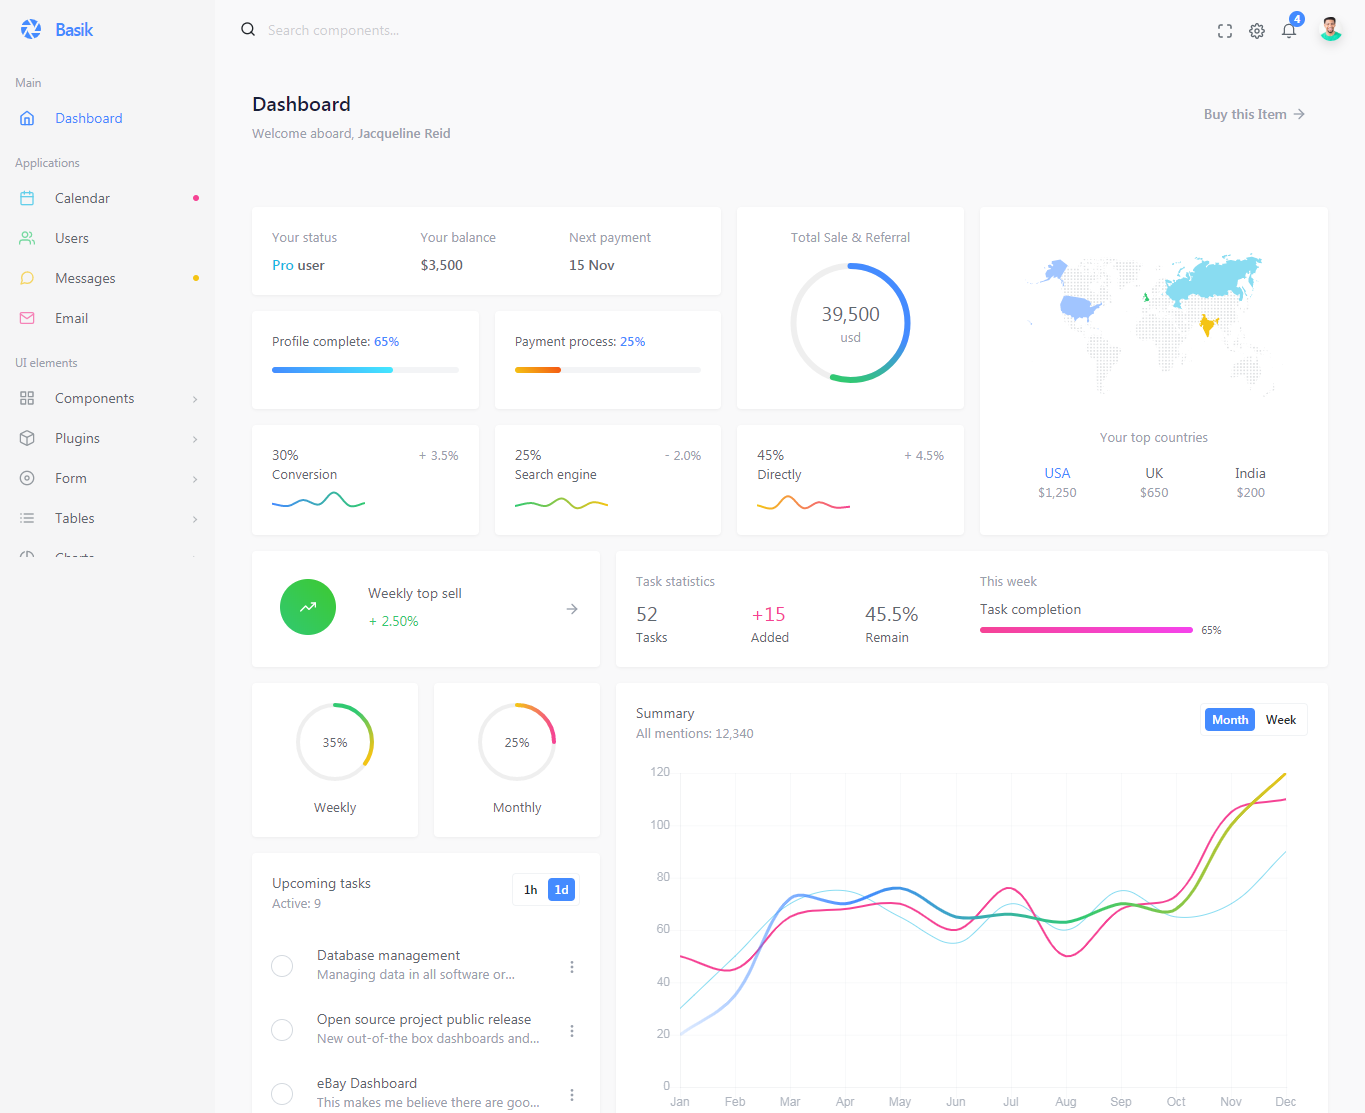 Basik
Search components...
4
Main
Dashboard
Applications
Calendar
Users
Messages
Email
UI elements
Components
Plugins
Form
Tables
Charts
Dashboard
Welcome aboard, Jacqueline Reid
Buy this Item
Your status
Pro user
Your balance
$3,500
Next payment
15 Nov
Profile complete: 65%
Payment process: 25%
Total Sale & Referral
39,500
usd
Your top countries
USA
$1,250
UK
$650
India
$200
30%
Conversion
+ 3.5%
25%
Search engine
- 2.0%
45%
Directly
+ 4.5%
Weekly top sell
+ 2.50%
Task statistics
52
Tasks
+15
Added
45.5%
Remain
This week
Task completion
65%
35%
Weekly
25%
Monthly
Upcoming tasks
Active: 9
1h
1d
Database management
Managing data in all software or...
Open source project public release
New out-of-the box dashboards and...
eBay Dashboard
This makes me believe there are goo...
Summary
All mentions: 12,340
Month
Week
120
100
80
60
40
20
0
Jan Feb Mar Apr May Jun Jul Aug Sep Oct Nov Dec